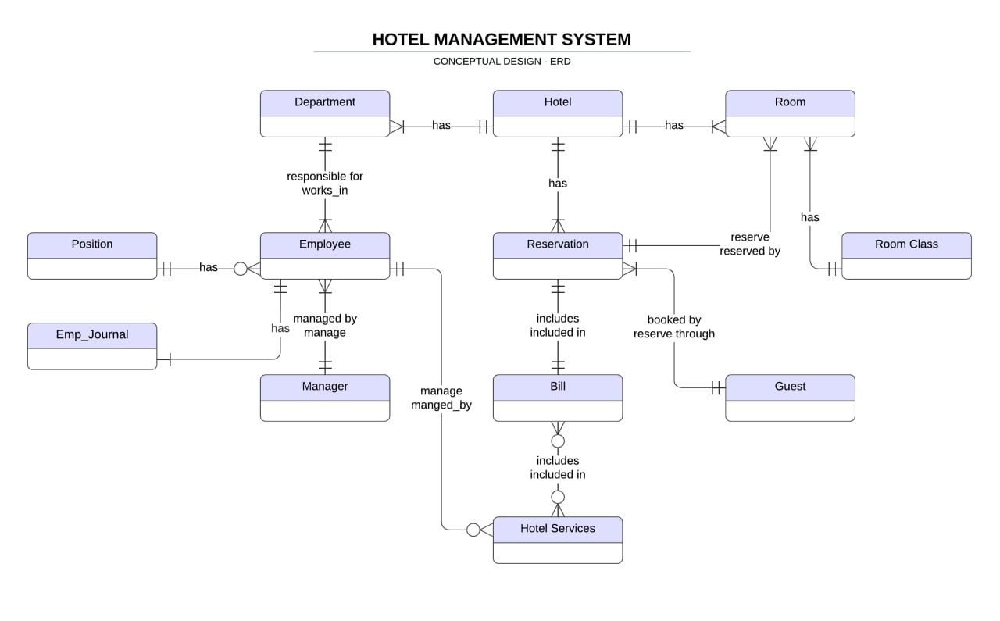 HOTEL MANAGEMENT SYSTEM
CONCEPTUAL DESIGN - ERD
Department
Hotel
Room
has
has
responsible for
works_in
has
has
Position
Employee
Reservation
reserve
reserved by
Room Class
has
Emp_Journal
has
managed by
manage
includes
included in
booked by
reserve through
Manager
Bill
Guest
manage
manged_by
includes
included in
Hotel Services